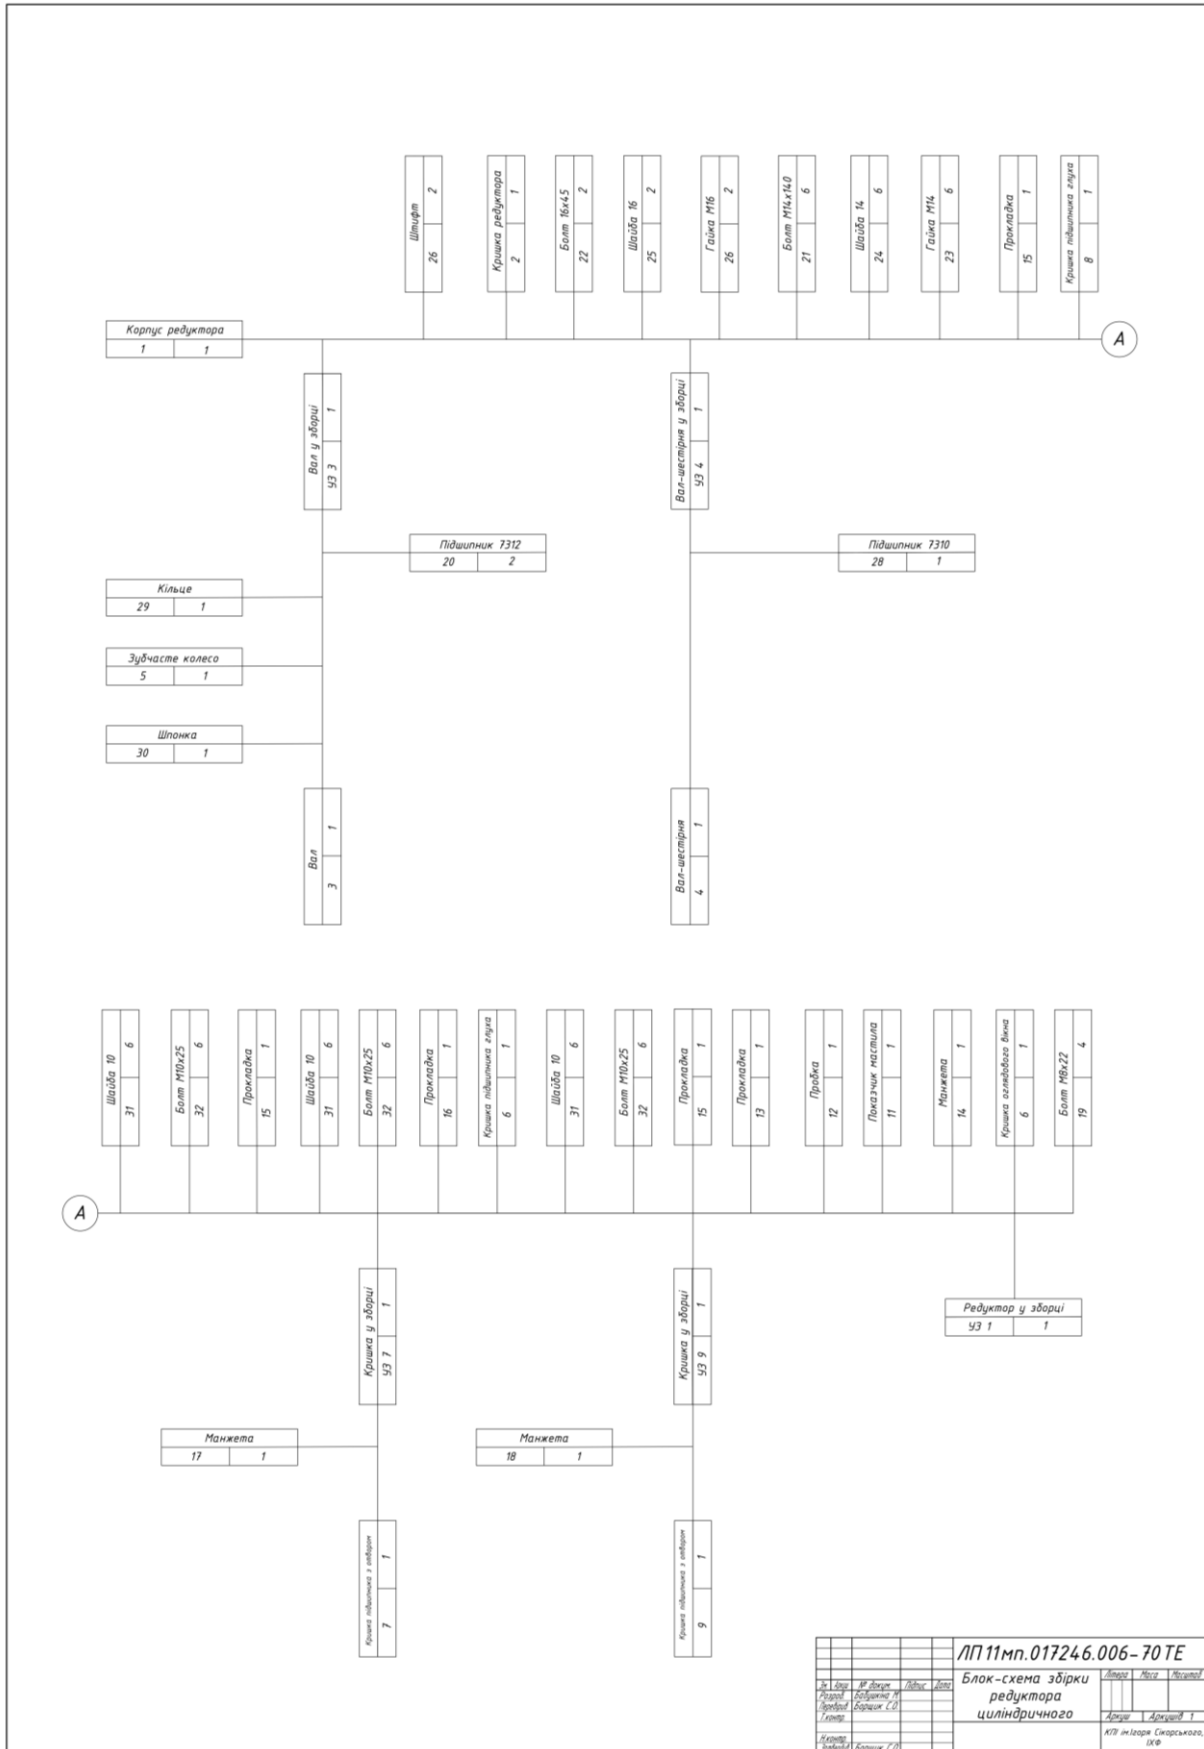 Штифт
26 2
Кришка редуктора
2 1
Болт 16х45
22 2
Шайба 16
25 2
Гайка М16
26 2
Болт М14х140
21 6
Шайба 14
24 6
Гайка М14
23 6
Прокладка
15 1
Кришка підшипника глуха
8 1
Корпус редуктора
1 1
А
Вал у зборці
УЗ 3 1
Вал-шестірня у зборці
УЗ 4 1
Підшипник 7312
20 2
Підшипник 7310
28 1
Кільце
29 1
Зубчасте колесо
5 1
Шпонка
30 1
Вал
3 1
Вал-шестірня
4 1
Шайба 10
31 6
Болт М10х25
32 6
Прокладка
15 1
Шайба 10
31 6
Болт М10х25
32 6
Прокладка
16 1
Кришка підшипника глуха
6 1
Шайба 10
31 6
Болт М10х25
32 6
Прокладка
15 1
Прокладка
13 1
Пробка
12 1
Показчик мастила
11 1
Манжета
14 1
Кришка оглядового вікна
6 1
Болт М8х22
19 4
А
Кришка у зборці
УЗ 7 1
Кришка у зборці
УЗ 9 1
Редуктор у зборці
УЗ 1 1
Манжета
17 1
Манжета
18 1
Кришка підшипника з отвором
7 1
Кришка підшипника з отвором
9 1
ЛП11мп.017246.006-70 ТЕ
Блок-схема збірки
редуктора
циліндричного
Літера Маса Масштаб
Зм Арк № докум. Підпис Дата
Розроб. Бабушкіна М
Перевірив Борщик С.О.
Т.контр.
Аркуш Аркушів 1
Н.контр.
Борщик С.О.
КПІ ім.Ігоря Сікорського,
ІХФ